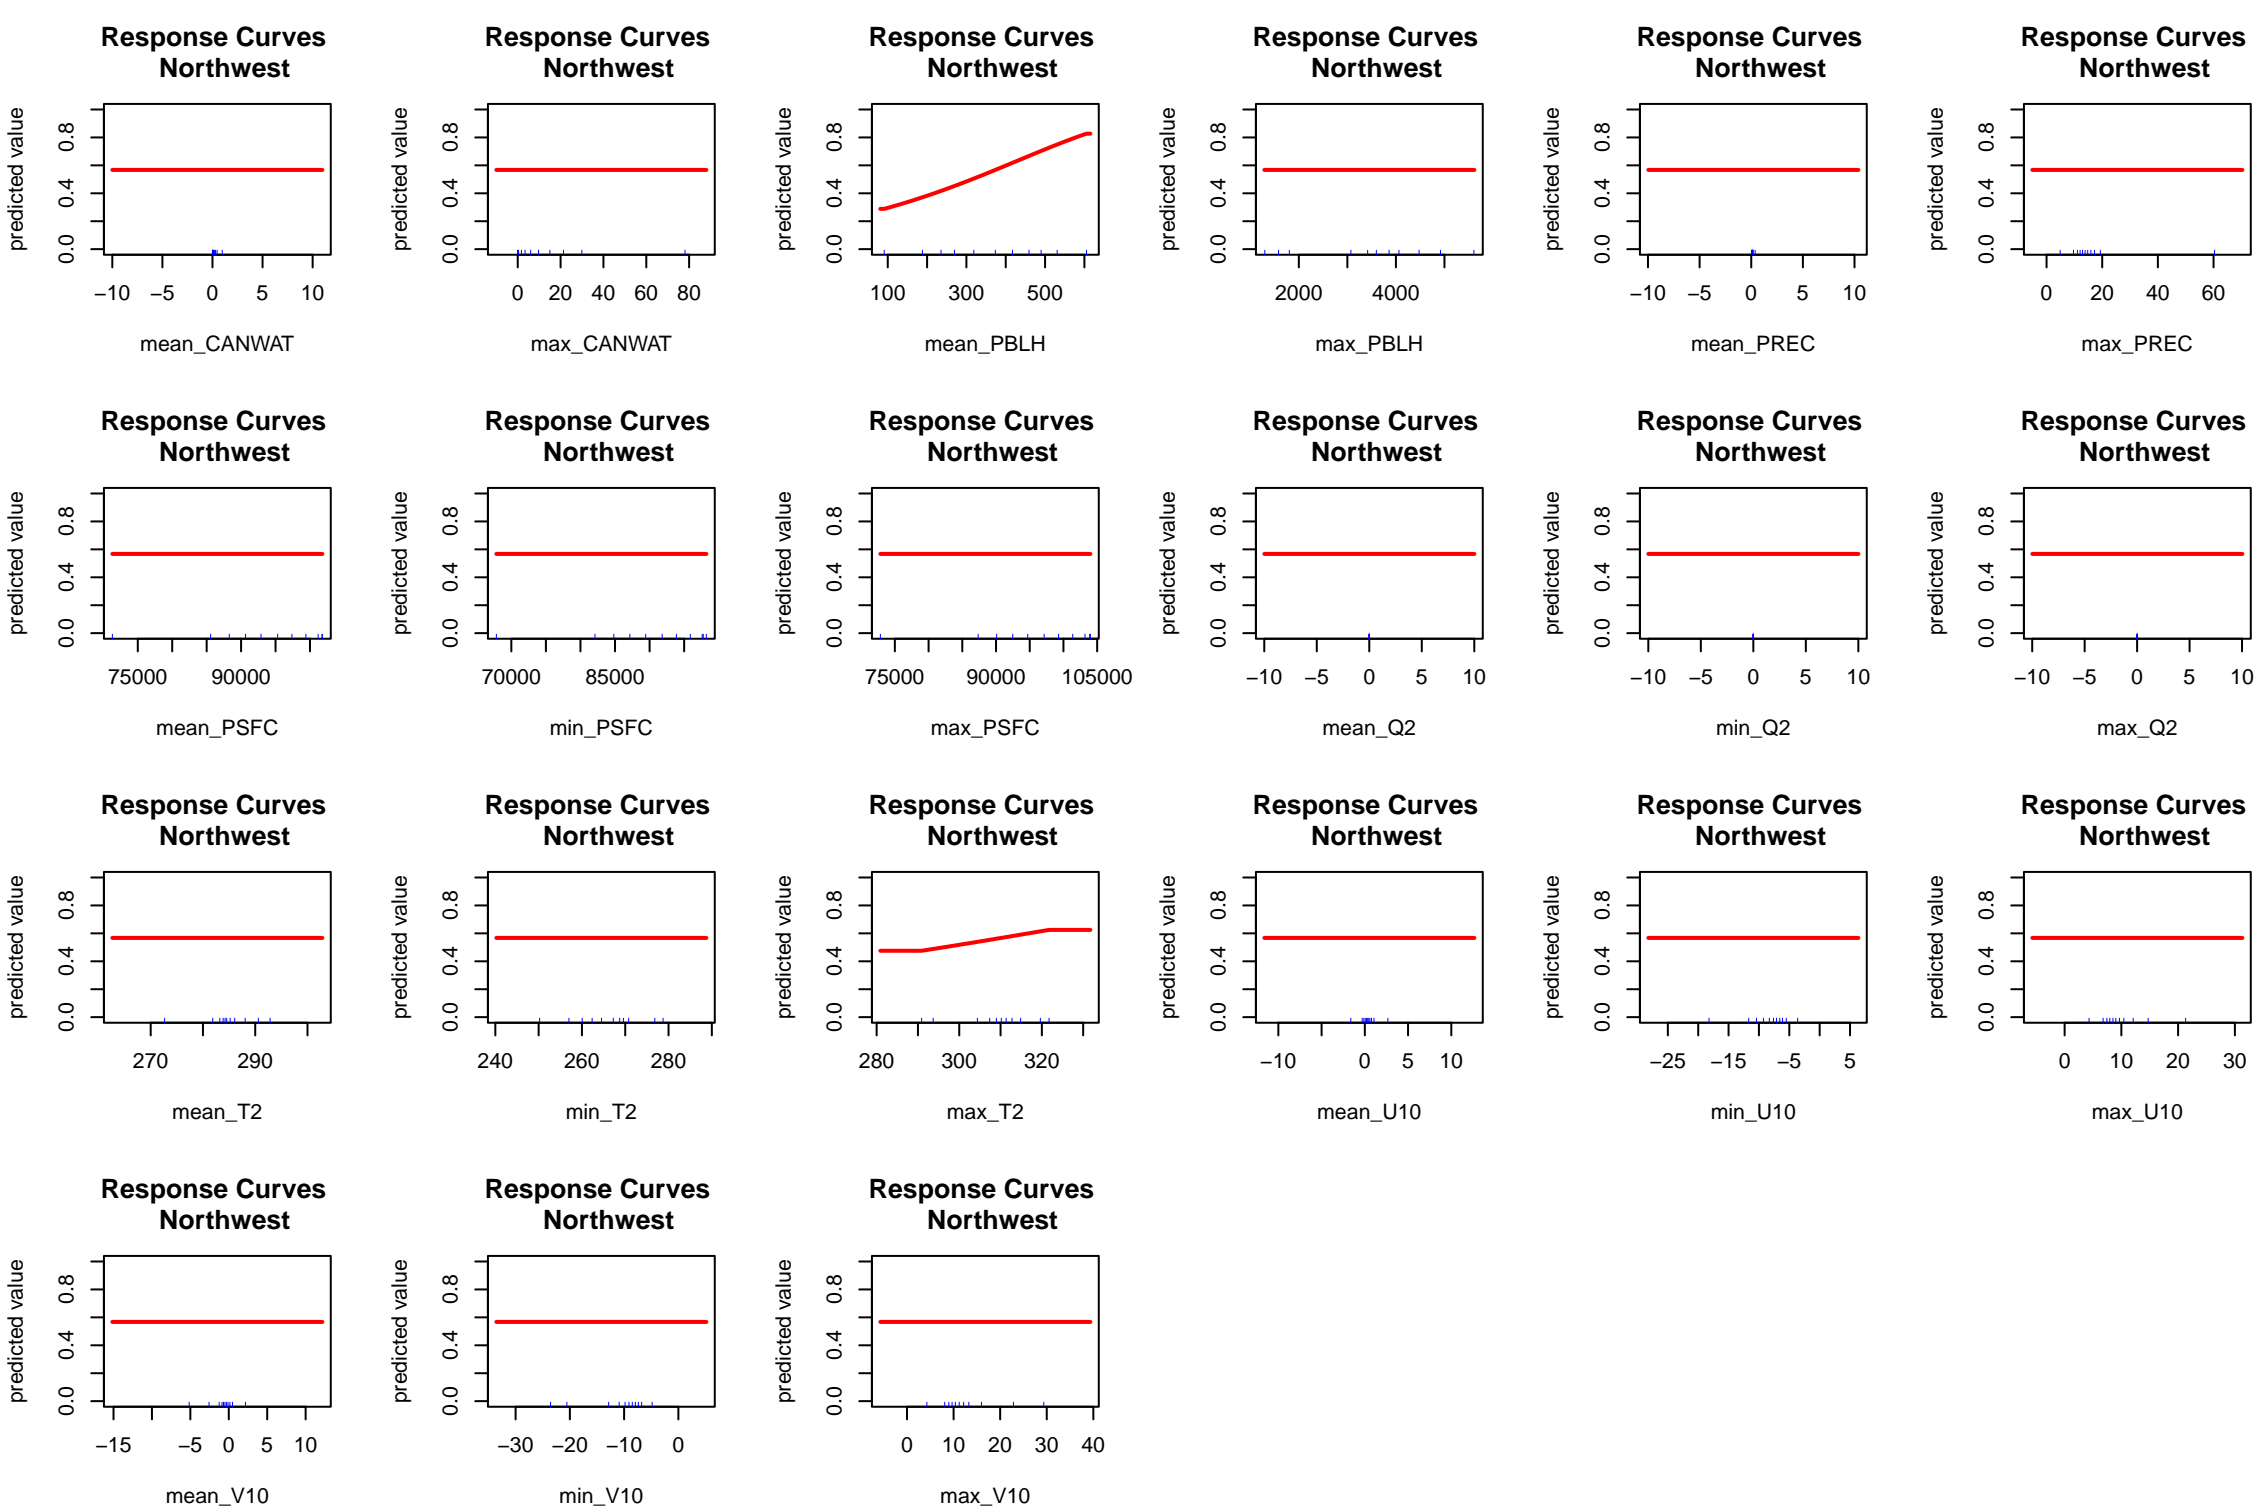 Response Curves
Northwest
predicted value
0.0 0.4 0.8
−10 −5 0 5 10
mean_CANWAT
Response Curves
Northwest
predicted value
0.0 0.4 0.8
0 20 40 60 80
max_CANWAT
Response Curves
Northwest
predicted value
0.0 0.4 0.8
100 300 500
mean_PBLH
Response Curves
Northwest
predicted value
0.0 0.4 0.8
2000 4000
max_PBLH
Response Curves
Northwest
predicted value
0.0 0.4 0.8
−10 −5 0 5 10
mean_PREC
Response Curves
Northwest
predicted value
0.0 0.4 0.8
0 20 40 60
max_PREC
Response Curves
Northwest
predicted value
0.0 0.4 0.8
75000 90000
mean_PSFC
Response Curves
Northwest
predicted value
0.0 0.4 0.8
70000 85000
min_PSFC
Response Curves
Northwest
predicted value
0.0 0.4 0.8
75000 90000 105000
max_PSFC
Response Curves
Northwest
predicted value
0.0 0.4 0.8
−10 −5 0 5 10
mean_Q2
Response Curves
Northwest
predicted value
0.0 0.4 0.8
−10 −5 0 5 10
min_Q2
Response Curves
Northwest
predicted value
0.0 0.4 0.8
−10 −5 0 5 10
max_Q2
Response Curves
Northwest
predicted value
0.0 0.4 0.8
270 290
mean_T2
Response Curves
Northwest
predicted value
0.0 0.4 0.8
240 260 280
min_T2
Response Curves
Northwest
predicted value
0.0 0.4 0.8
280 300 320
max_T2
Response Curves
Northwest
predicted value
0.0 0.4 0.8
−10 0 5 10
mean_U10
Response Curves
Northwest
predicted value
0.0 0.4 0.8
−25 −15 −5 5
min_U10
Response Curves
Northwest
predicted value
0.0 0.4 0.8
0 10 20 30
max_U10
Response Curves
Northwest
predicted value
0.0 0.4 0.8
−15 −5 0 5 10
mean_V10
Response Curves
Northwest
predicted value
0.0 0.4 0.8
−30 −20 −10 0
min_V10
Response Curves
Northwest
predicted value
0.0 0.4 0.8
0 10 20 30 40
max_V10